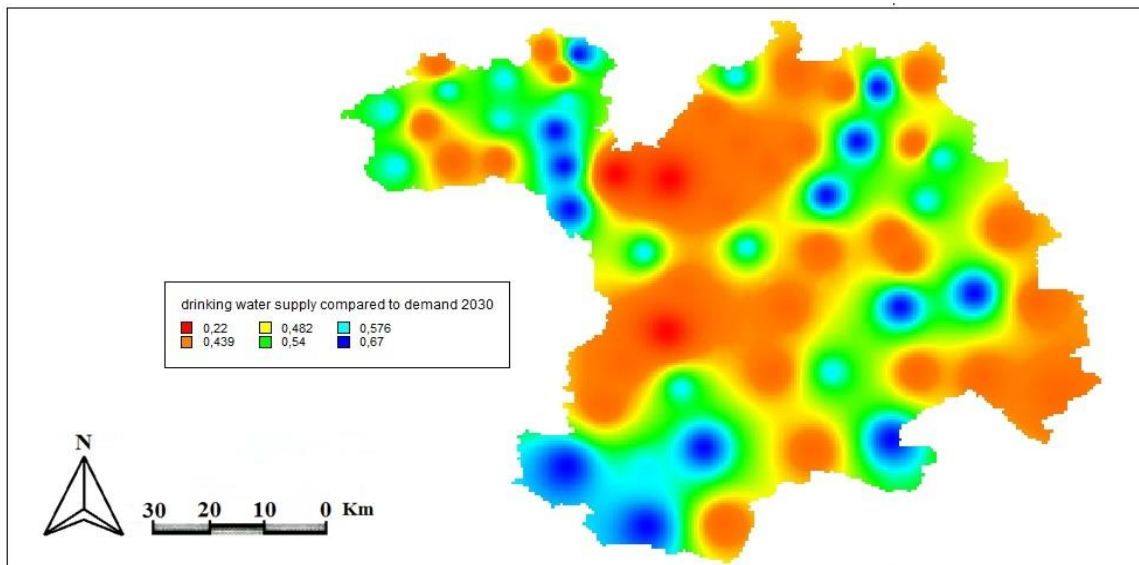 drinking water supply compared to demand 2030
0,22 0,482 0,576
0,439 0,54 0,67
N
30 20 10 0 Km